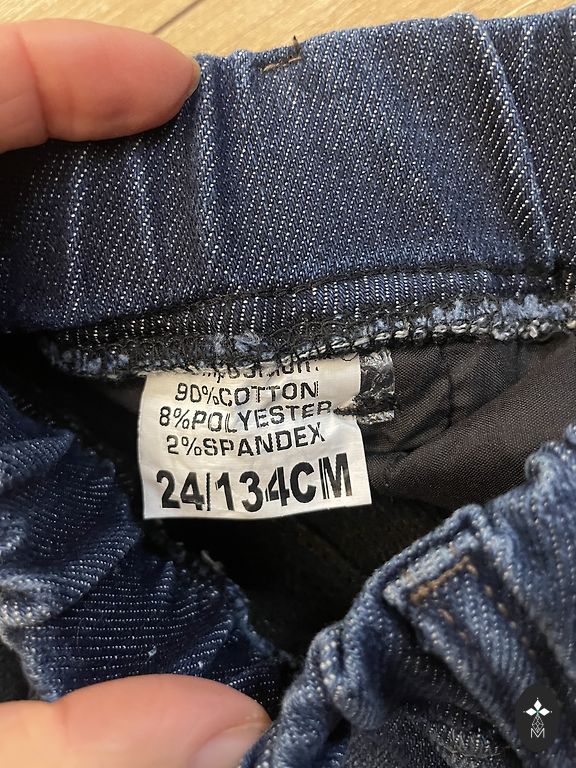 90%COTTON
8%POLYESTER
2%SPANDEX
24/134CM
M